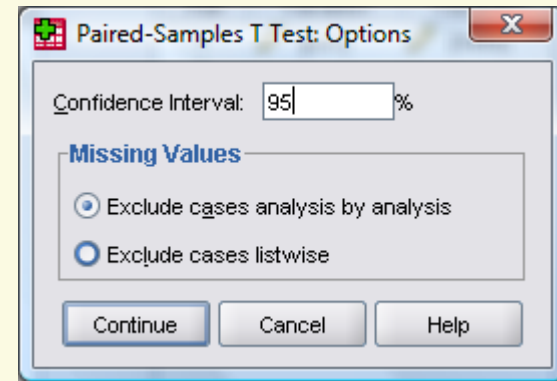 Paired-Samples T Test: Options
Confidence Interval: 95 %
Missing Values
Exclude cases analysis by analysis
Exclude cases listwise
Continue Cancel Help